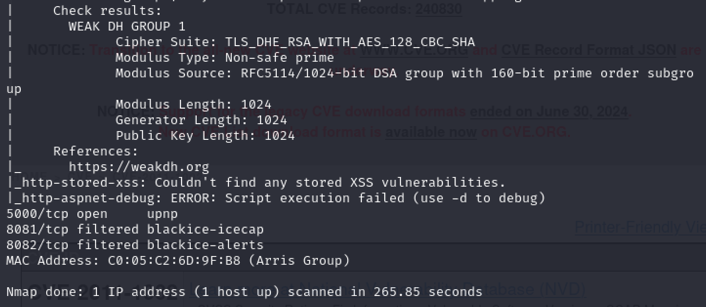 TOTAL CVE Records: 240830
|     Check results:
|       WEAK DH GROUP 1
|             Cipher Suite: TLS_DHE_RSA_WITH_AES_128_CBC_SHA
NOTICE: WWW.CVE.ORG and CVE Record Format JSON are
|             Modulus Type: Non-safe prime
|             Modulus Source: RFC5114/1024-bit DSA group with 160-bit prime order subgro
up
|             Modulus Length: 1024
NOTICE: CVE download formats ended on June 30, 2024.
|             Generator Length: 1024
|             Public Key Length: 1024
download format is available now on CVE.ORG.
|     References:
|_      https://weakdh.org
|_http-stored-xss: Couldn't find any stored XSS vulnerabilities.
|_http-aspnet-debug: ERROR: Script execution failed (use -d to debug)
5000/tcp open     upnp
Printer-Friendly
8081/tcp filtered blackice-icecap
8082/tcp filtered blackice-alerts
MAC Address: C0:05:C2:6D:9F:B8 (Arris Group)
(NVD)
Nmap done: 1 IP address (1 host up) scanned in 265.85 seconds